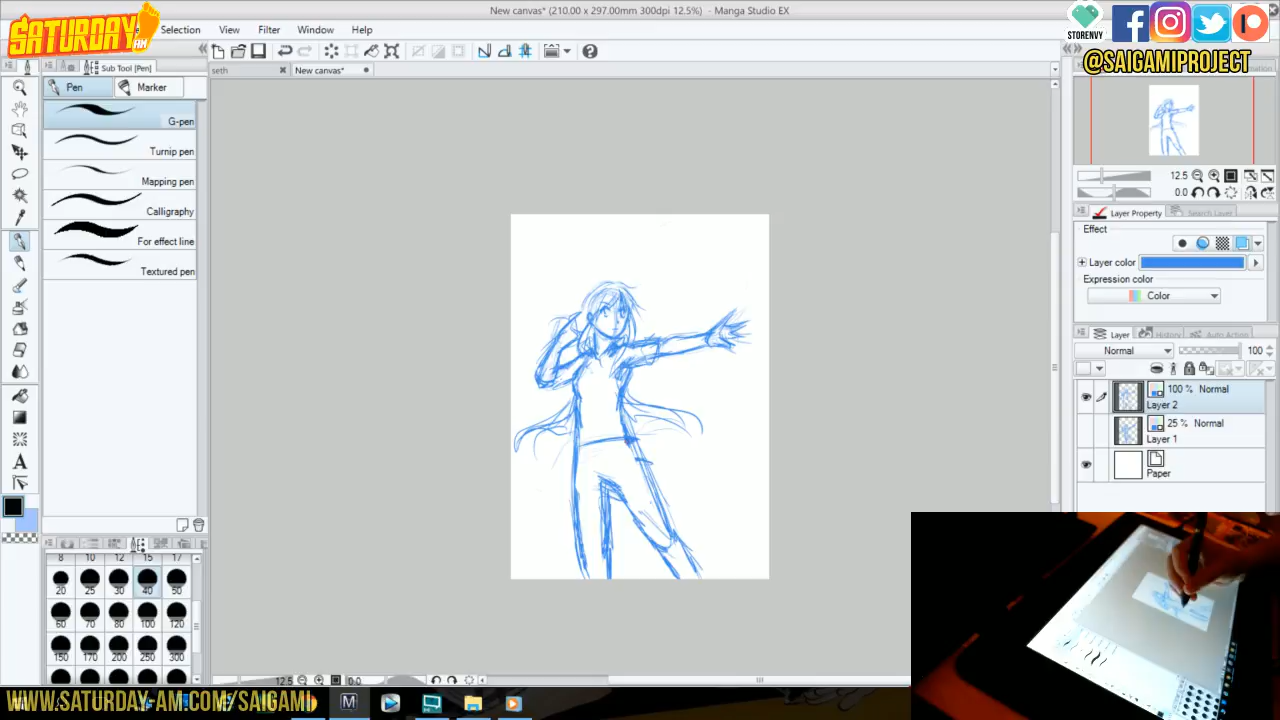 New canvas* (210.00 x 297.00mm 300dpi 12.5%) - Manga Studio EX
SATURDAY AM
Selection View Filter Window Help
STORENVY
@SAIGAMIPROJECT
Sub Tool [Pen]
seth
New canvas*
Pen
Marker
G-pen
Turnip pen
Mapping pen
Calligraphy
For effect line
Textured pen
12.5
0.0
Layer Property
Search Layer
Effect
Layer color
Expression color
Color
Layer
History
Auto Action
Normal
100
100 % Normal
Layer 2
25 % Normal
Layer 1
Paper
8 10 12 15 17
20 25 30 40 50
60 80 100 120
150 170 200 250 300
12.5 0.0
WWW.SATURDAY-AM.COM/SAIGAMI